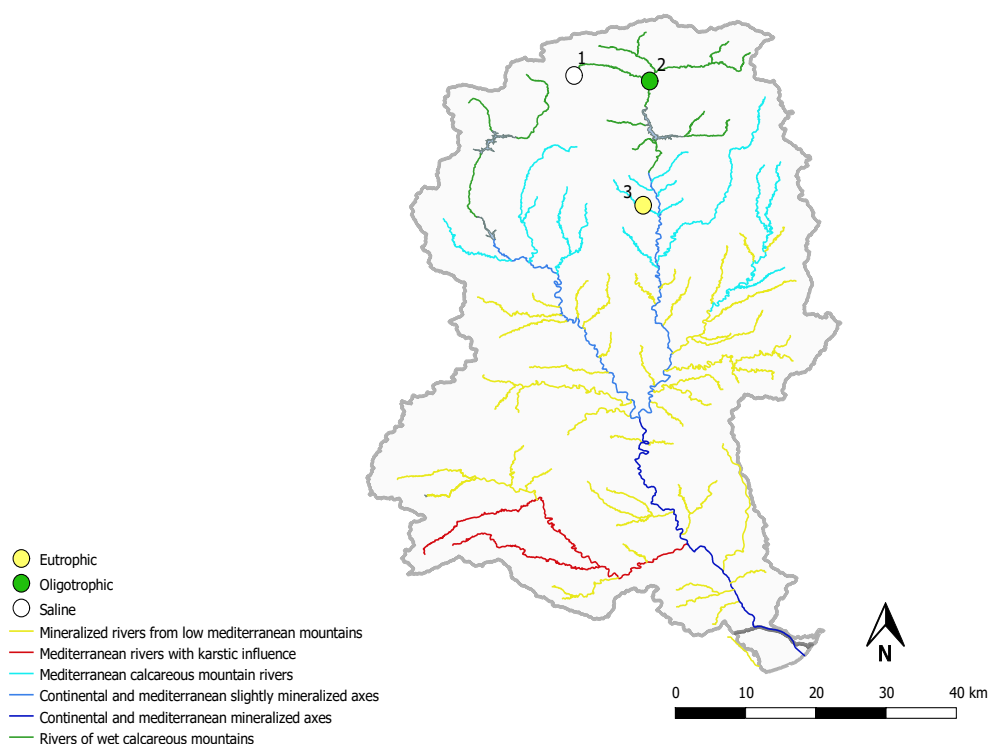 1
2
3
Eutrophic
Oligotrophic
Saline
Mineralized rivers from low mediterranean mountains
Mediterranean rivers with karstic influence
Mediterranean calcareous mountain rivers
Continental and mediterranean slightly mineralized axes
Continental and mediterranean mineralized axes
Rivers of wet calcareous mountains
N
0 10 20 30 40 km